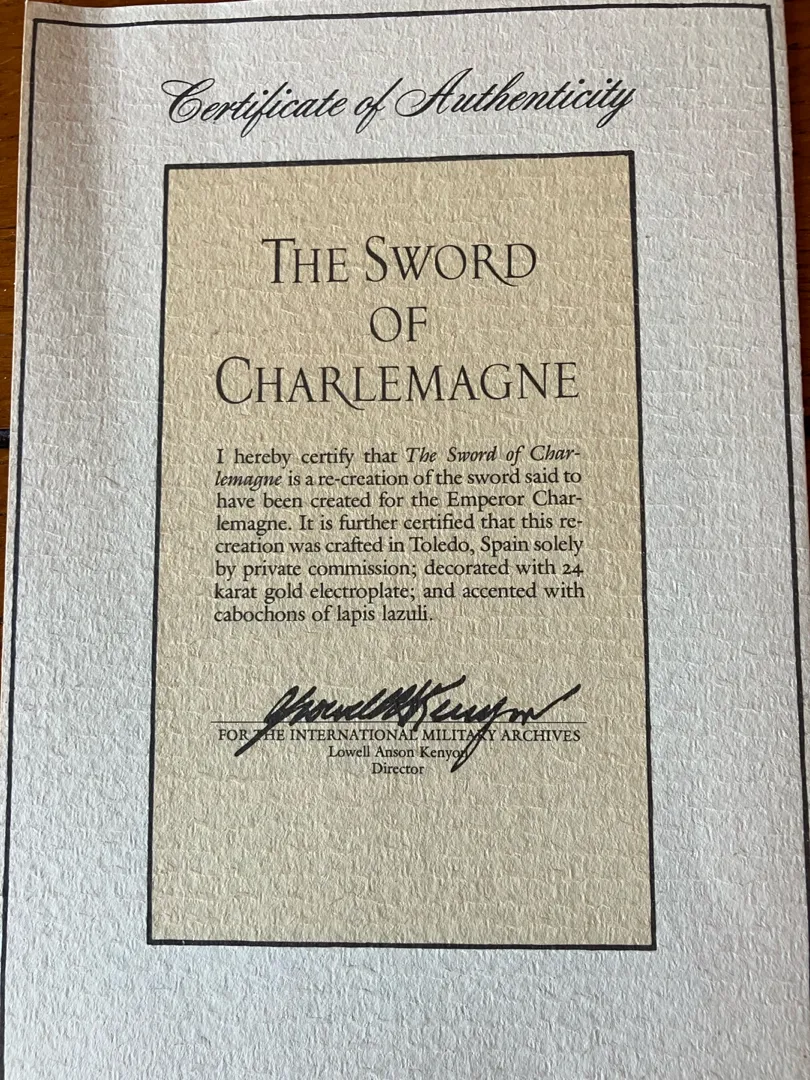 Certificate of Authenticity
THE SWORD
OF
CHARLEMAGNE
I hereby certify that The Sword of Char-
lemagne is a re-creation of the sword said to
have been created for the Emperor Char-
lemagne. It is further certified that this re-
creation was crafted in Toledo, Spain solely
by private commission; decorated with 24
karat gold electroplate; and accented with
cabochons of lapis lazuli.
FOR THE INTERNATIONAL MILITARY ARCHIVES
Lowell Anson Kenyon
Director